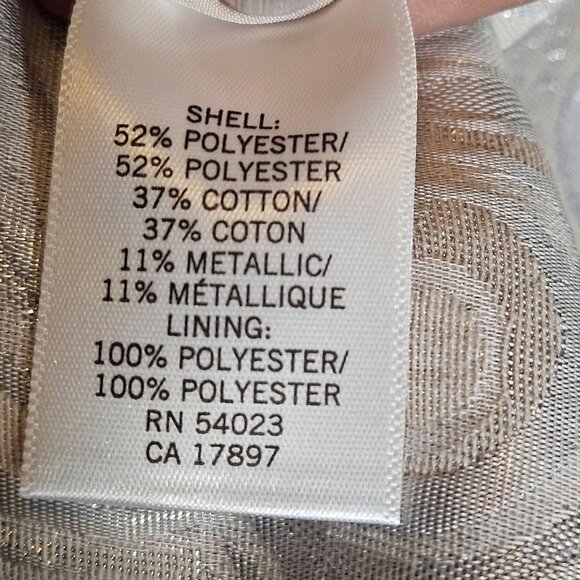 SHELL:
52% POLYESTER/
52% POLYESTER
37% COTTON/
37% COTON
11% METALLIC/
11% MÉTALLIQUE
LINING:
100% POLYESTER/
100% POLYESTER
RN 54023
CA 17897